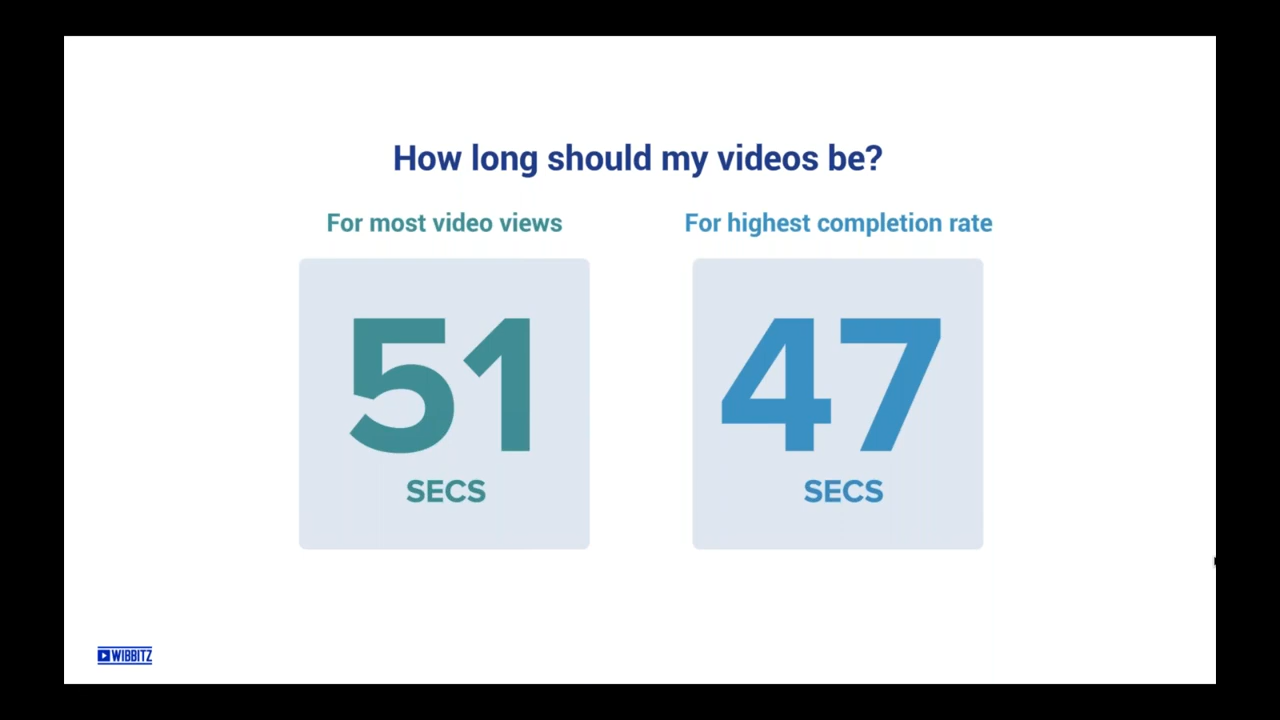 How long should my videos be?
For most video views
For highest completion rate
51
47
SECS
SECS
WIBBITZ